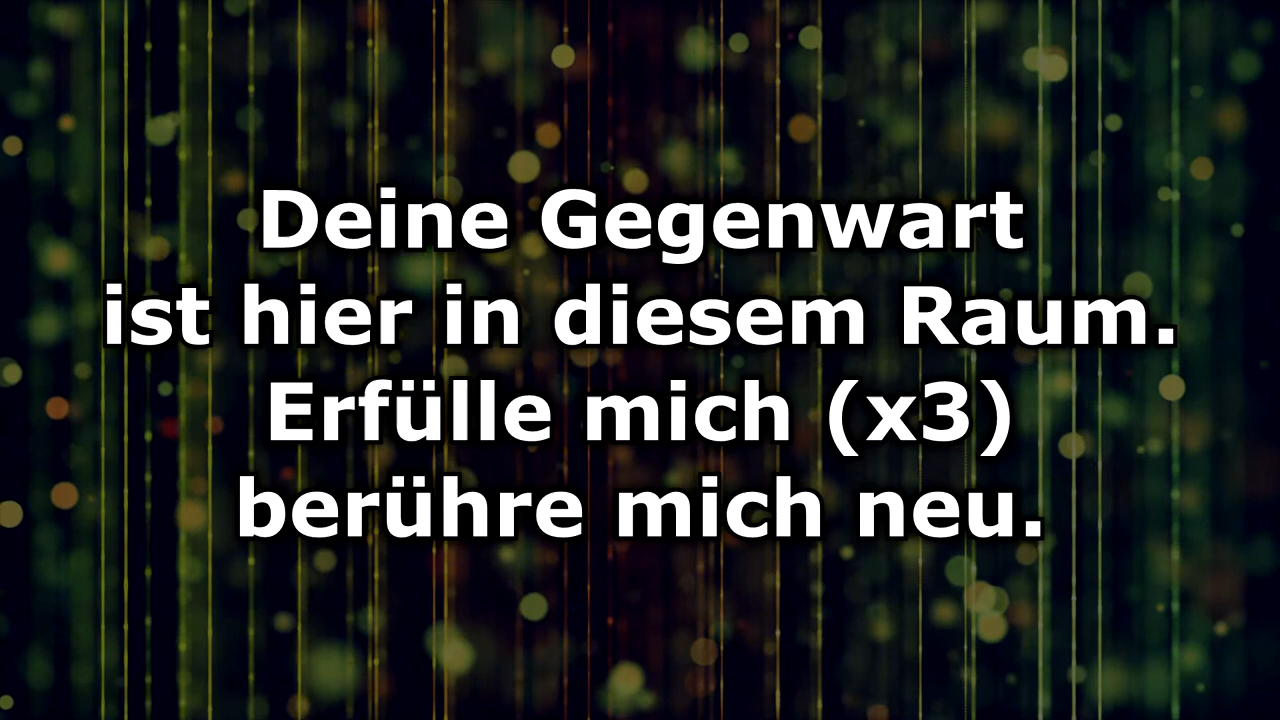 Deine Gegenwart
ist hier in diesem Raum.
Erfülle mich (x3)
berühre mich neu.